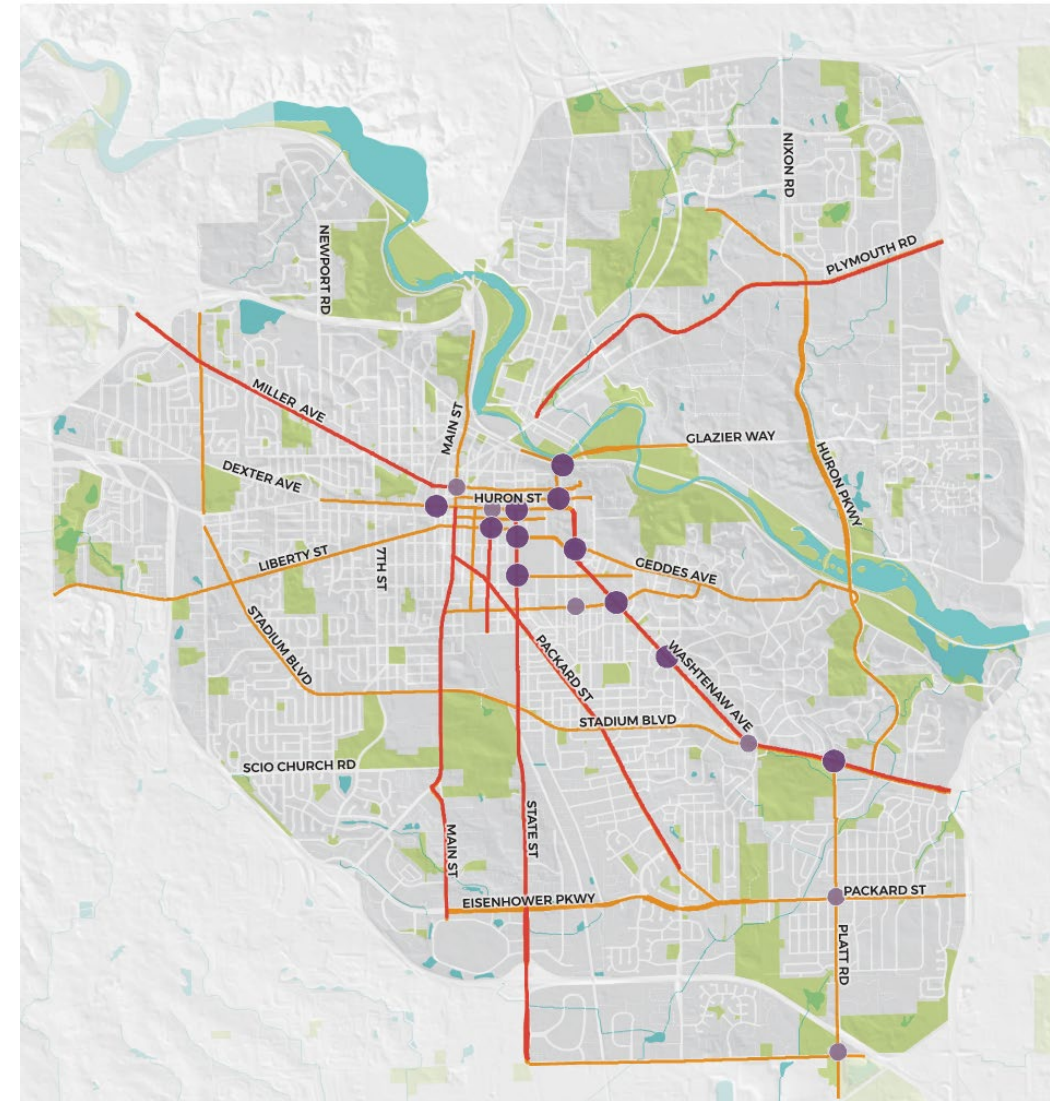 NIXON RD
NEWPORT RD
PLYMOUTH RD
MILLER AVE
MAIN ST
GLAZIER WAY
DEXTER AVE
HURON ST
HURON PKWY
LIBERTY ST
7TH ST
GEDDES AVE
STADIUM BLVD
PACKARD ST
WASHTENAW AVE
STADIUM BLVD
SCIO CHURCH RD
MAIN ST
STATE ST
EISENHOWER PKWY
PACKARD ST
PLATT RD